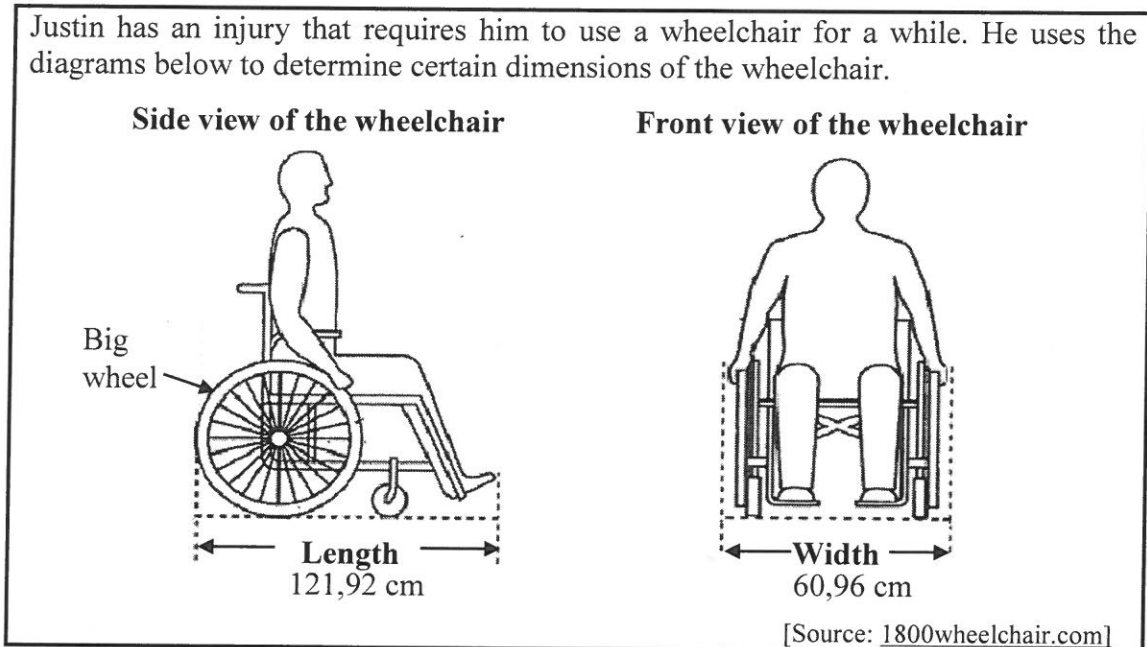 Justin has an injury that requires him to use a wheelchair for a while. He uses the
diagrams below to determine certain dimensions of the wheelchair.
Side view of the wheelchair
Front view of the wheelchair
Big
wheel
Length
121,92 cm
Width
60,96 cm
[Source: 1800wheelchair.com]